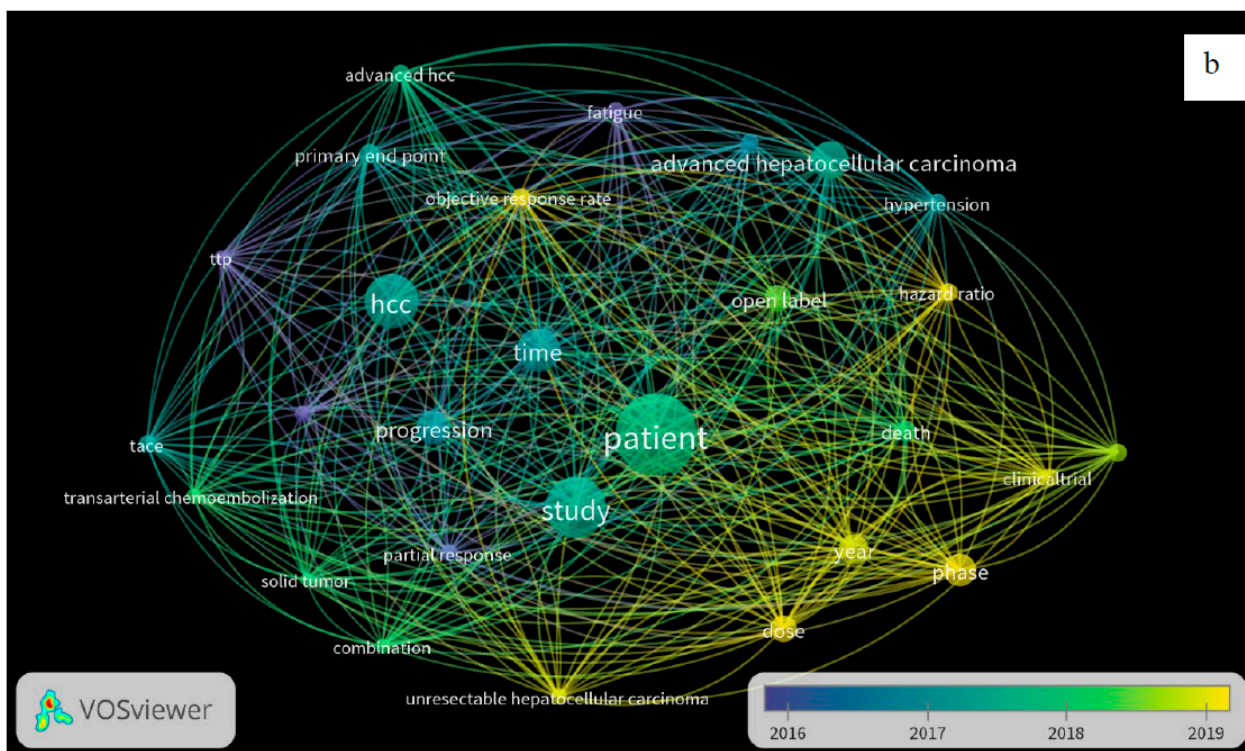 b
advanced hcc
fatigue
primary end point
advanced hepatocellular carcinoma
objective response rate
hypertension
ttp
hcc
open label
hazard ratio
time
progression
patient
death
tace
clinicaltrial
transarterial chemoembolization
study
partial response
year
phase
solid tumor
dose
combination
unresectable hepatocellular carcinoma
VOSviewer
2016 2017 2018 2019